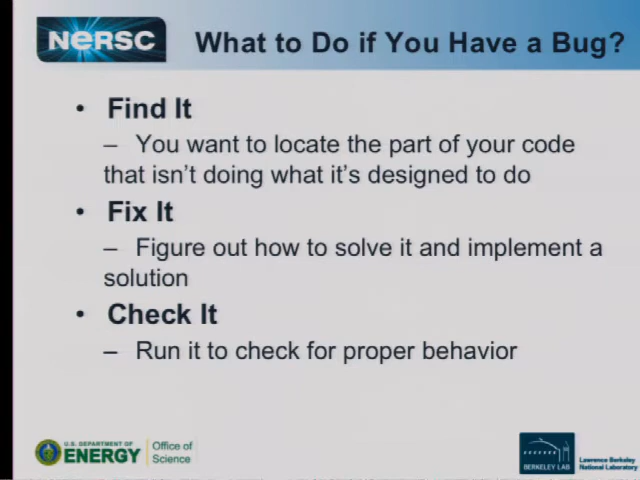 NERSC
What to Do if You Have a Bug?
• Find It
– You want to locate the part of your code
that isn't doing what it's designed to do
• Fix It
– Figure out how to solve it and implement a
solution
• Check It
– Run it to check for proper behavior
U.S. DEPARTMENT OF
ENERGY
Office of
Science
BERKELEY LAB
Lawrence Berkeley
National Laboratory